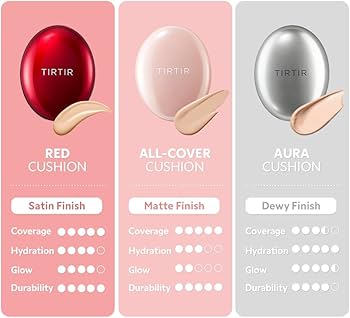 TIRTIR
RED
CUSHION
Satin Finish
Coverage
Hydration
Glow
Durability
TIRTIR
ALL-COVER
CUSHION
Matte Finish
Coverage
Hydration
Glow
Durability
TIRTIR
AURA
CUSHION
Dewy Finish
Coverage
Hydration
Glow
Durability